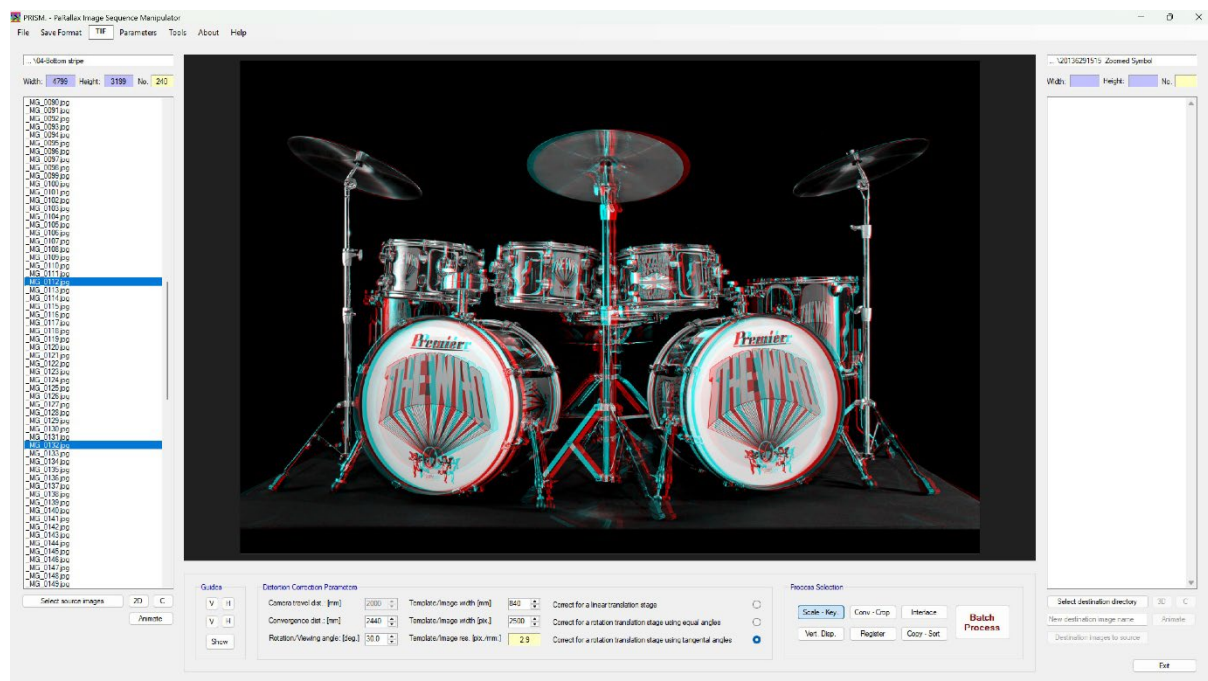 PRISM. - PaRallax Image Sequence Manipulator
File Save Format TIF Parameters Tools About Help
... \04-Bottom stripe
Width: 4799 Height: 3199 No. 240
_MG_0090.jpg
_MG_0091.jpg
_MG_0092.jpg
_MG_0093.jpg
_MG_0094.jpg
_MG_0095.jpg
_MG_0096.jpg
_MG_0097.jpg
_MG_0098.jpg
_MG_0099.jpg
_MG_0100.jpg
_MG_0101.jpg
_MG_0102.jpg
_MG_0103.jpg
_MG_0104.jpg
_MG_0105.jpg
_MG_0106.jpg
_MG_0107.jpg
_MG_0108.jpg
_MG_0109.jpg
_MG_0110.jpg
_MG_0111.jpg
_MG_0112.jpg
_MG_0113.jpg
_MG_0114.jpg
_MG_0115.jpg
_MG_0116.jpg
_MG_0117.jpg
_MG_0118.jpg
_MG_0119.jpg
_MG_0120.jpg
_MG_0121.jpg
_MG_0122.jpg
_MG_0123.jpg
_MG_0124.jpg
_MG_0125.jpg
_MG_0126.jpg
_MG_0127.jpg
_MG_0128.jpg
_MG_0129.jpg
_MG_0130.jpg
_MG_0131.jpg
_MG_0132.jpg
_MG_0133.jpg
_MG_0134.jpg
_MG_0135.jpg
_MG_0136.jpg
_MG_0137.jpg
_MG_0138.jpg
_MG_0139.jpg
_MG_0140.jpg
_MG_0141.jpg
_MG_0142.jpg
_MG_0143.jpg
_MG_0144.jpg
_MG_0145.jpg
_MG_0146.jpg
_MG_0147.jpg
_MG_0148.jpg
_MG_0149.jpg
Select source images 2D C
Animate
Premier
THE WHO
Premier
THE WHO
Guides
V H
V H
Show
Distortion Correction Parameters
Camera travel dist.: [mm] 2000 Template/Image width [mm] 840 Correct for a linear translation stage
Convergence dist.: [mm] 2440 Template/Image width [pix.] 2500 Correct for a rotation translation stage using equal angles
Rotation/Viewing angle: [deg.] 30.0 Template/Image res. [pix./mm.] 2.9 Correct for a rotation translation stage using tangental angles
Process Selection
Scale - Key Conv - Crop Interlace
Vert. Disp. Register Copy - Sort
Batch Process
... \20136291515 Zoomed Symbol
Width: Height: No.
Select destination directory 3D C
New destination image name Animate
Destination images to source
Exit